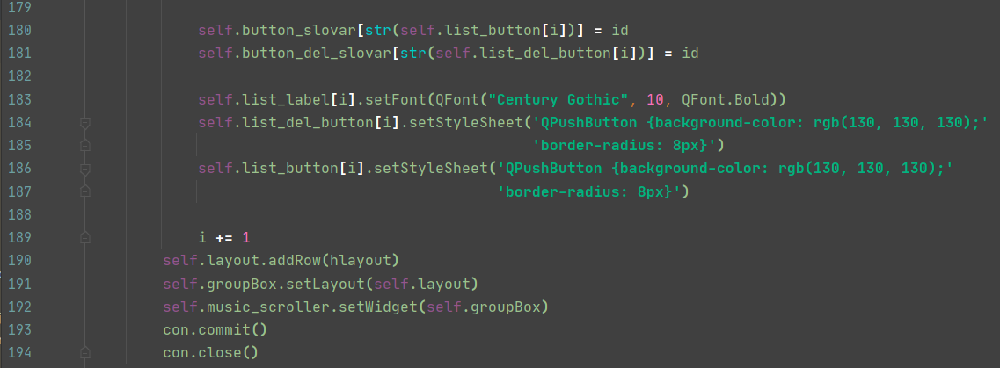 179
180 self.button_slovar[str(self.list_button[i])] = id
181 self.button_del_slovar[str(self.list_del_button[i])] = id
182
183 self.list_label[i].setFont(QFont("Century Gothic", 10, QFont.Bold))
184 self.list_del_button[i].setStyleSheet('QPushButton {background-color: rgb(130, 130, 130);'
185 'border-radius: 8px}')
186 self.list_button[i].setStyleSheet('QPushButton {background-color: rgb(130, 130, 130);'
187 'border-radius: 8px}')
188
189 i += 1
190 self.layout.addRow(hlayout)
191 self.groupBox.setLayout(self.layout)
192 self.music_scroller.setWidget(self.groupBox)
193 con.commit()
194 con.close()